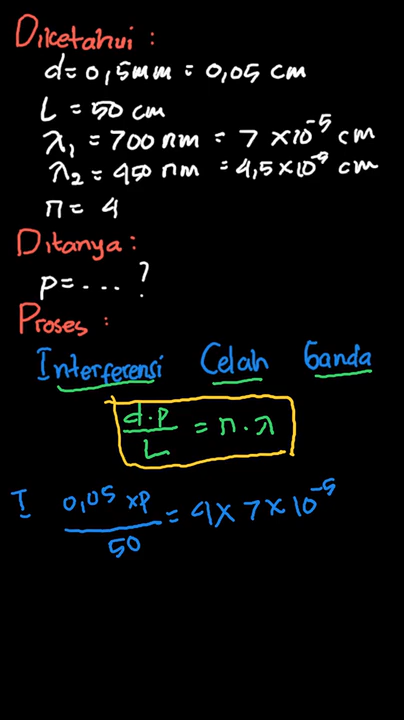 Diketahui :
d = 0,5 mm = 0,05 cm
L = 50 cm
λ₁ = 700 nm = 7 × 10⁻⁵ cm
λ₂ = 450 nm = 4,5 × 10⁻⁵ cm
n = 4
Ditanya :
p = .... ?
Proses :
Interferensi Celah Ganda
d.p/L = n.λ
I 0,05 × p/50 = 4 × 7 × 10⁻⁵